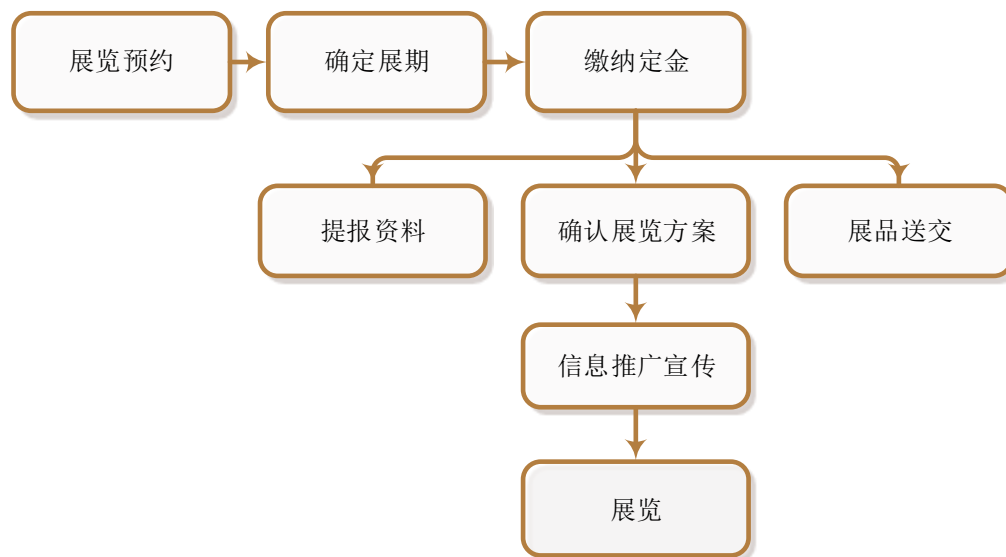 展览预约
确定展期
缴纳定金
提报资料
确认展览方案
展品送交
信息推广宣传
展览